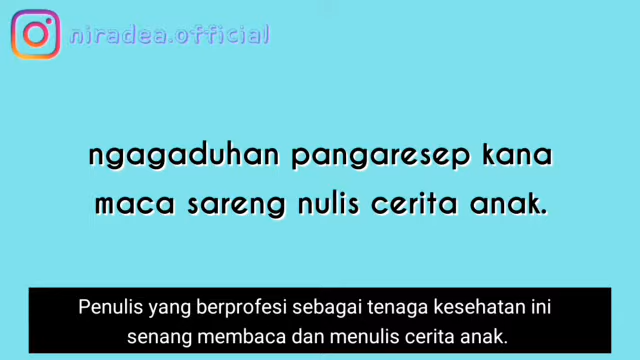 niradea.official
ngagaduhan pangaresep kana
maca sareng nulis cerita anak.
Penulis yang berprofesi sebagai tenaga kesehatan ini
senang membaca dan menulis cerita anak.